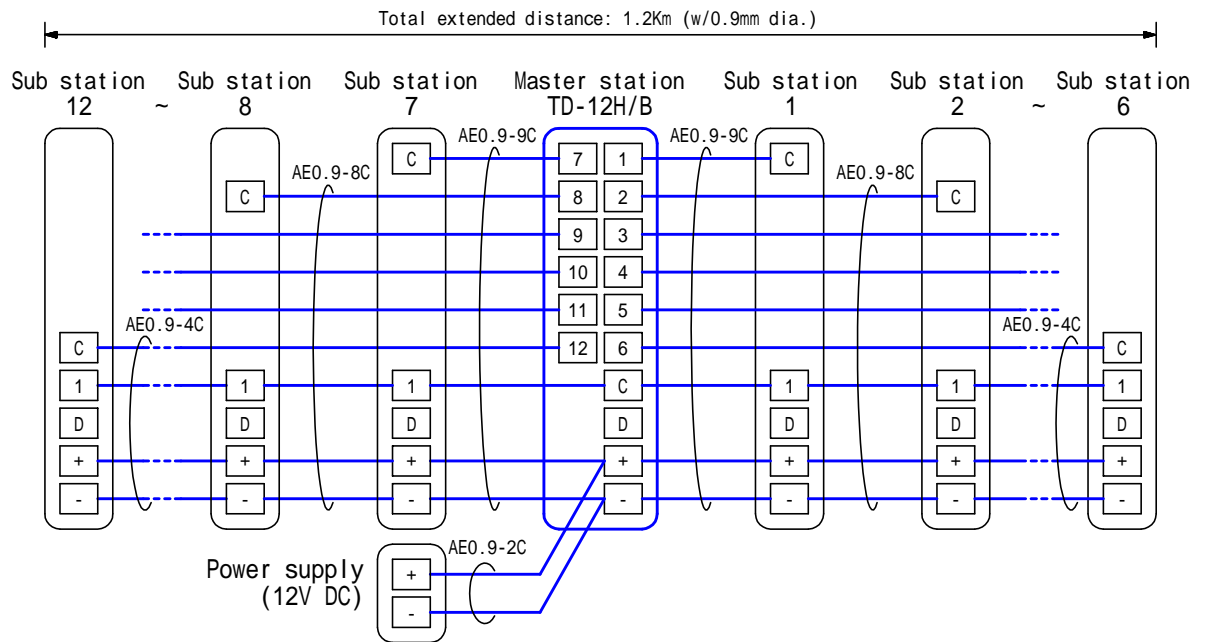 Total extended distance: 1.2Km (w/0.9mm dia.)
Sub station Sub station Sub station Master station Sub station Sub station Sub station
12 ~ 8 7 TD-12H/B 1 2 ~ 6
AE0.9-9C AE0.9-9C
C 7 1 C
AE0.9-8C AE0.9-8C
C 8 2 C
9 3
10 4
11 5
AE0.9-4C AE0.9-4C
C 12 6 C
1 1 1 C 1 1 1
D D D D D D D
+ + + + + + +
- - - - - - -
AE0.9-2C
Power supply +
(12V DC) -